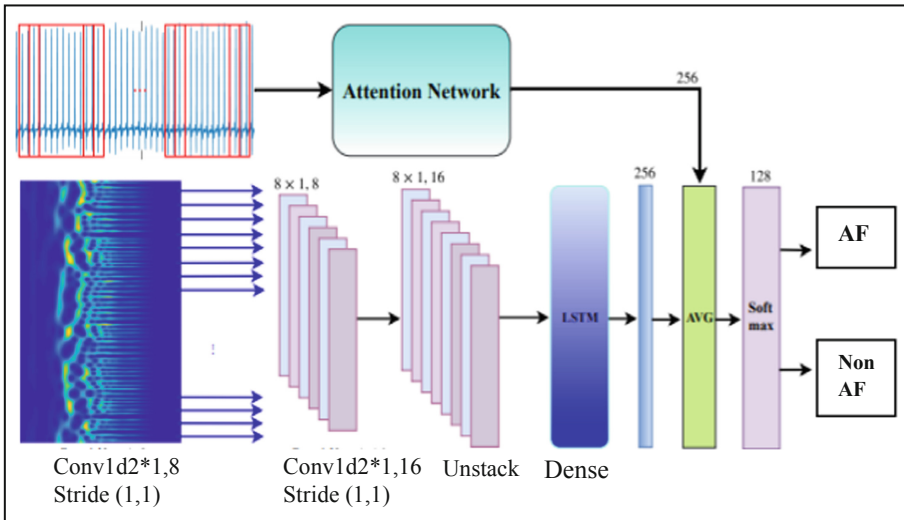 Attention Network
256
8 × 1, 8
8 × 1, 16
256
128
LSTM
AVG
Soft
max
AF
Non
AF
Conv1d2*1,8
Stride (1,1)
Conv1d2*1,16
Stride (1,1)
Unstack
Dense